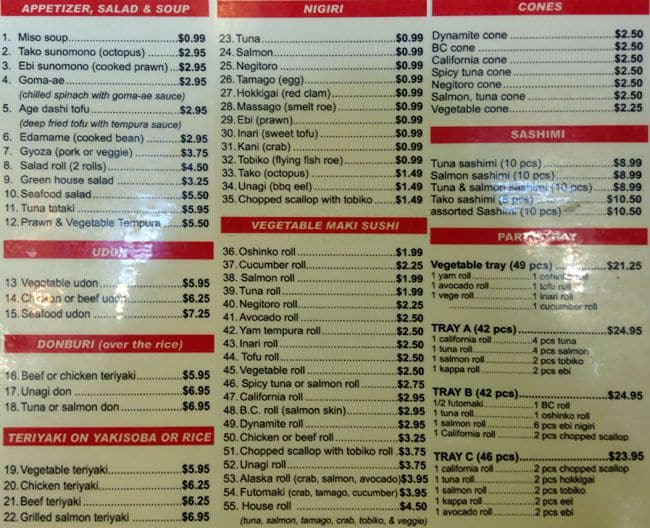 APPETIZER, SALAD & SOUP
1. Miso soup $0.99
2. Tako sunomono (octopus) $2.95
3. Ebi sunomono (cooked prawn) $2.95
4. Goma-ae $2.95
(chilled spinach with goma-ae sauce)
5. Age dashi tofu $2.95
(deep fried tofu with tempura sauce)
6. Edamame (cooked bean) $2.95
7. Gyoza (pork or veggie) $3.75
8. Salad roll (2 rolls) $4.50
9. Green house salad $3.25
10. Seafood salad $5.50
11. Tuna tataki $5.95
12. Prawn & Vegetable Tempura $5.50
UDON
13 Vegetable udon $5.95
14. Chicken or beef udon $6.25
15. Seafood udon $7.25
DONBURI (over the rice)
16. Beef or chicken teriyaki $5.95
17. Unagi don $6.95
18. Tuna or salmon don $6.95
TERIYAKI ON YAKISOBA OR RICE
19. Vegetable teriyaki $5.95
20. Chicken teriyaki $6.25
21. Beef teriyaki $6.25
22. Grilled salmon teriyaki $6.95
NIGIRI
23. Tuna $0.99
24. Salmon $0.99
25. Negitoro $0.99
26. Tamago (egg) $0.99
27. Hokkigai (red clam) $0.99
28. Massago (smelt roe) $0.99
29. Ebi (prawn) $0.99
30. Inari (sweet tofu) $0.99
31. Kani (crab) $0.99
32. Tobiko (flying fish roe) $0.99
33. Tako (octopus) $1.49
34. Unagi (bbq eel) $1.49
35. Chopped scallop with tobiko $1.49
VEGETABLE MAKI SUSHI
36. Oshinko roll $1.99
37. Cucumber roll $2.25
38. Salmon roll $1.99
39. Tuna roll $1.99
40. Negitoro roll $2.25
41. Avocado roll $2.50
42. Yam tempura roll $2.50
43. Inari roll $2.50
44. Tofu roll $2.50
45. Vegetable roll $2.50
46. Spicy tuna or salmon roll $2.75
47. California roll $2.95
48. B.C. roll (salmon skin) $2.95
49. Dynamite roll $2.95
50. Chicken or beef roll $3.25
51. Chopped scallop with tobiko roll $3.75
52. Unagi roll $3.75
53. Alaska roll (crab, salmon, avocado) $3.95
54. Futomaki (crab, tamago, cucumber) $3.95
55. House roll $4.50
(tuna, salmon, tamago, crab, tobiko, & veggie)
CONES
Dynamite cone $2.50
BC cone $2.50
California cone $2.50
Spicy tuna cone $2.50
Negitoro cone $2.50
Salmon, tuna cone $2.50
Vegetable cone $2.25
SASHIMI
Tuna sashimi (10 pcs) $8.99
Salmon sashimi (10 pcs) $8.99
Tuna & salmon sashimi (10 pcs) $8.99
Tako sashimi ( pcs) $10.50
assorted Sashimi (10 pcs) $10.50
PARTY TRAY
Vegetable tray (49 pcs) $21.25
1 yam roll 1 oshinko roll
1 avocado roll 1 tofu roll
1 vege roll 1 inari roll
1 cucumber roll
TRAY A (42 pcs) $24.95
1 california roll 4 pcs tuna
1 tuna roll 4 pcs salmon
1 salmon roll 2 pcs tobiko
1 kappa roll 2 pcs ebi
TRAY B (42 pcs) $24.95
1/2 futomaki 1 BC roll
1 tuna roll 1 oshinko roll
1 salmon roll 6 pcs ebi nigiri
1 California roll 2 pcs chopped scallop
TRAY C (46 pcs) $23.95
1 california roll 2 pcs chopped scallop
1 tuna roll 2 pcs hokkigai
1 salmon roll 2 pcs tobiko
1 kappa roll 2 pcs eel
1 avocado roll 2 pcs ebi